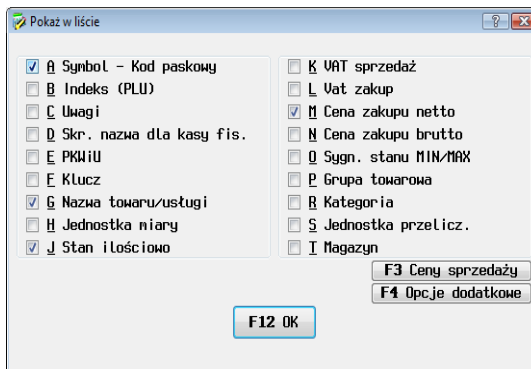 Pokaż w liście
A Symbol - Kod paskowy
B Indeks (PLU)
C Uwagi
D Skr. nazwa dla kasy fis.
E PKWiU
F Klucz
G Nazwa towaru/usługi
H Jednostka miary
J Stan ilościowo
K VAT sprzedaż
L Vat zakup
M Cena zakupu netto
N Cena zakupu brutto
O Sygn. stanu MIN/MAX
P Grupa towarowa
R Kategoria
S Jednostka przelicz.
T Magazyn
F3 Ceny sprzedaży
F4 Opcje dodatkowe
F12 OK